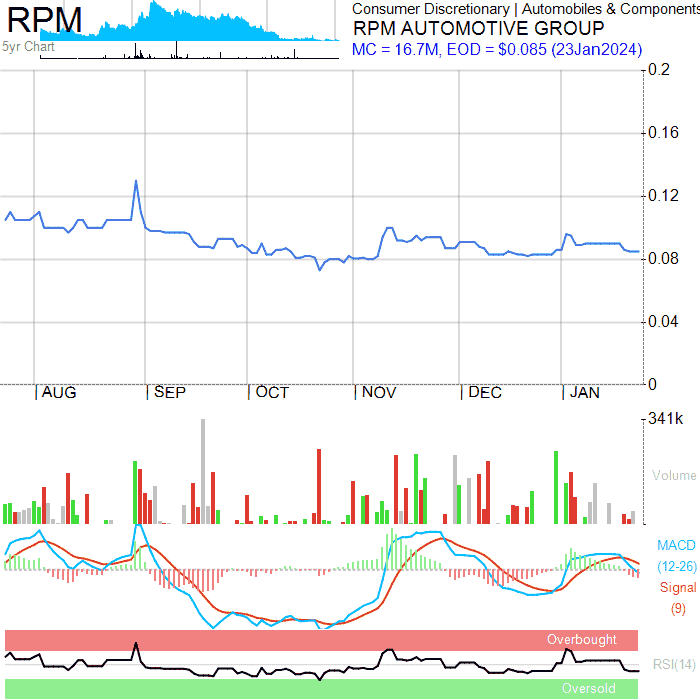 RPM
5yr Chart
Consumer Discretionary | Automobiles & Components
RPM AUTOMOTIVE GROUP
MC = 16.7M, EOD = $0.085 (23Jan2024)
0.2
0.16
0.12
0.08
0.04
0
AUG SEP OCT NOV DEC JAN
341k
Volume
MACD
(12-26)
Signal
(9)
Overbought
RSI(14)
Oversold